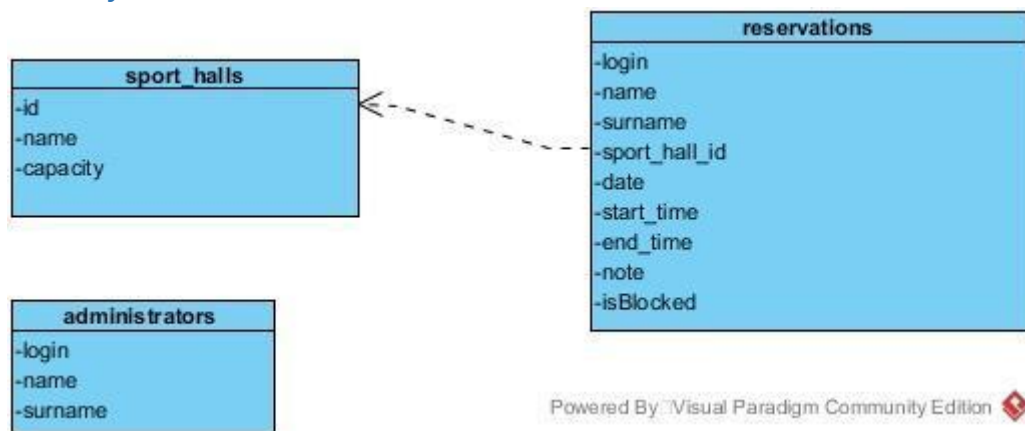 sport_halls
-id
-name
-capacity
reservations
-login
-name
-surname
-sport_hall_id
-date
-start_time
-end_time
-note
-isBlocked
administrators
-login
-name
-surname
Powered By Visual Paradigm Community Edition